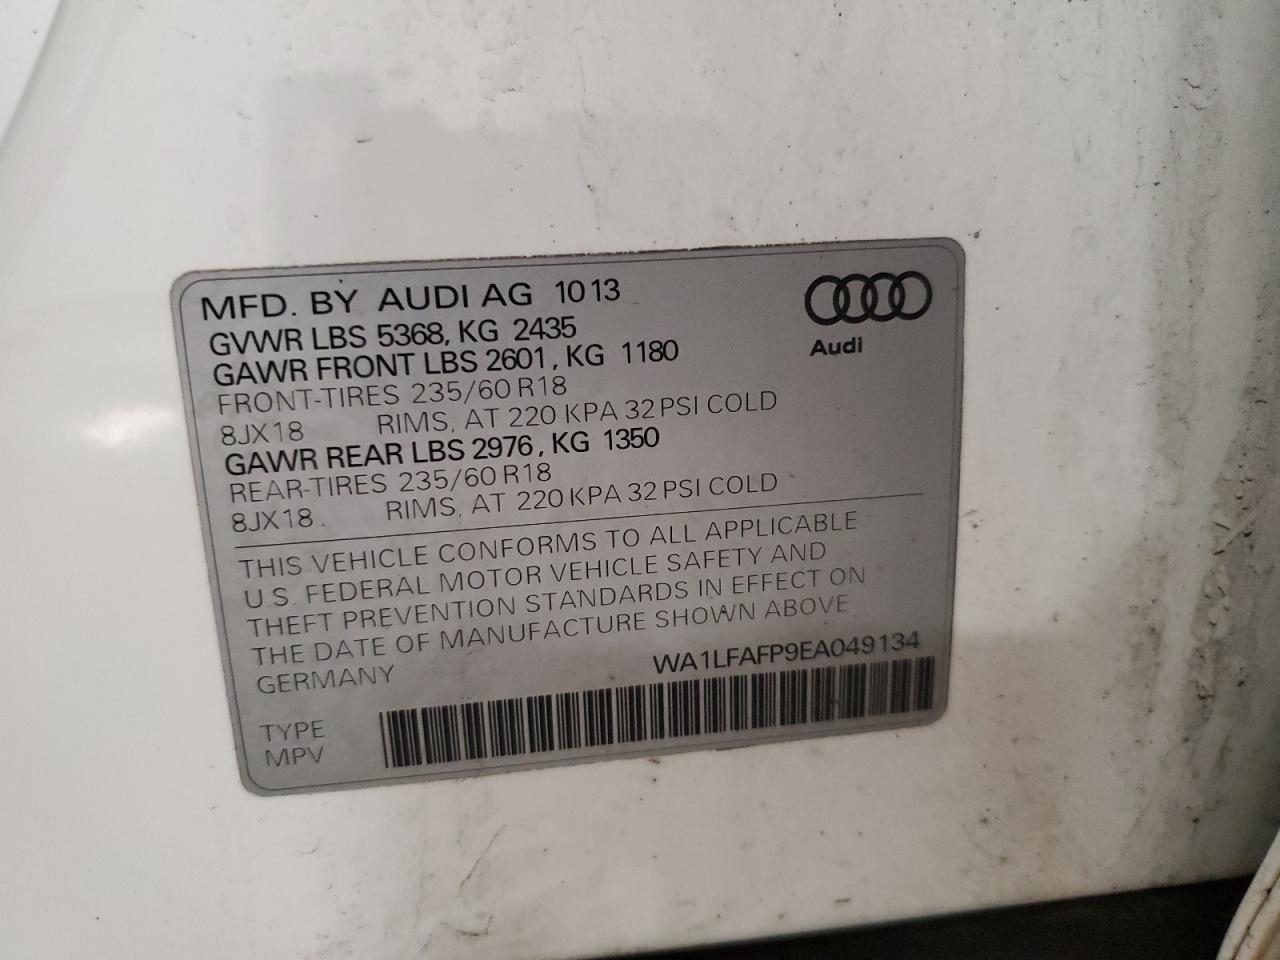 MFD. BY AUDI AG 1013
GVWR LBS 5368, KG 2435
GAWR FRONT LBS 2601, KG 1180
FRONT-TIRES 235/60 R18
8JX18 RIMS, AT 220 KPA 32 PSI COLD
GAWR REAR LBS 2976, KG 1350
REAR-TIRES 235/60 R18
8JX18. RIMS, AT 220 KPA 32 PSI COLD
Audi
THIS VEHICLE CONFORMS TO ALL APPLICABLE
U.S. FEDERAL MOTOR VEHICLE SAFETY AND
THEFT PREVENTION STANDARDS IN EFFECT ON
THE DATE OF MANUFACTURE SHOWN ABOVE
GERMANY
WA1LFAFP9EA049134
TYPE
MPV